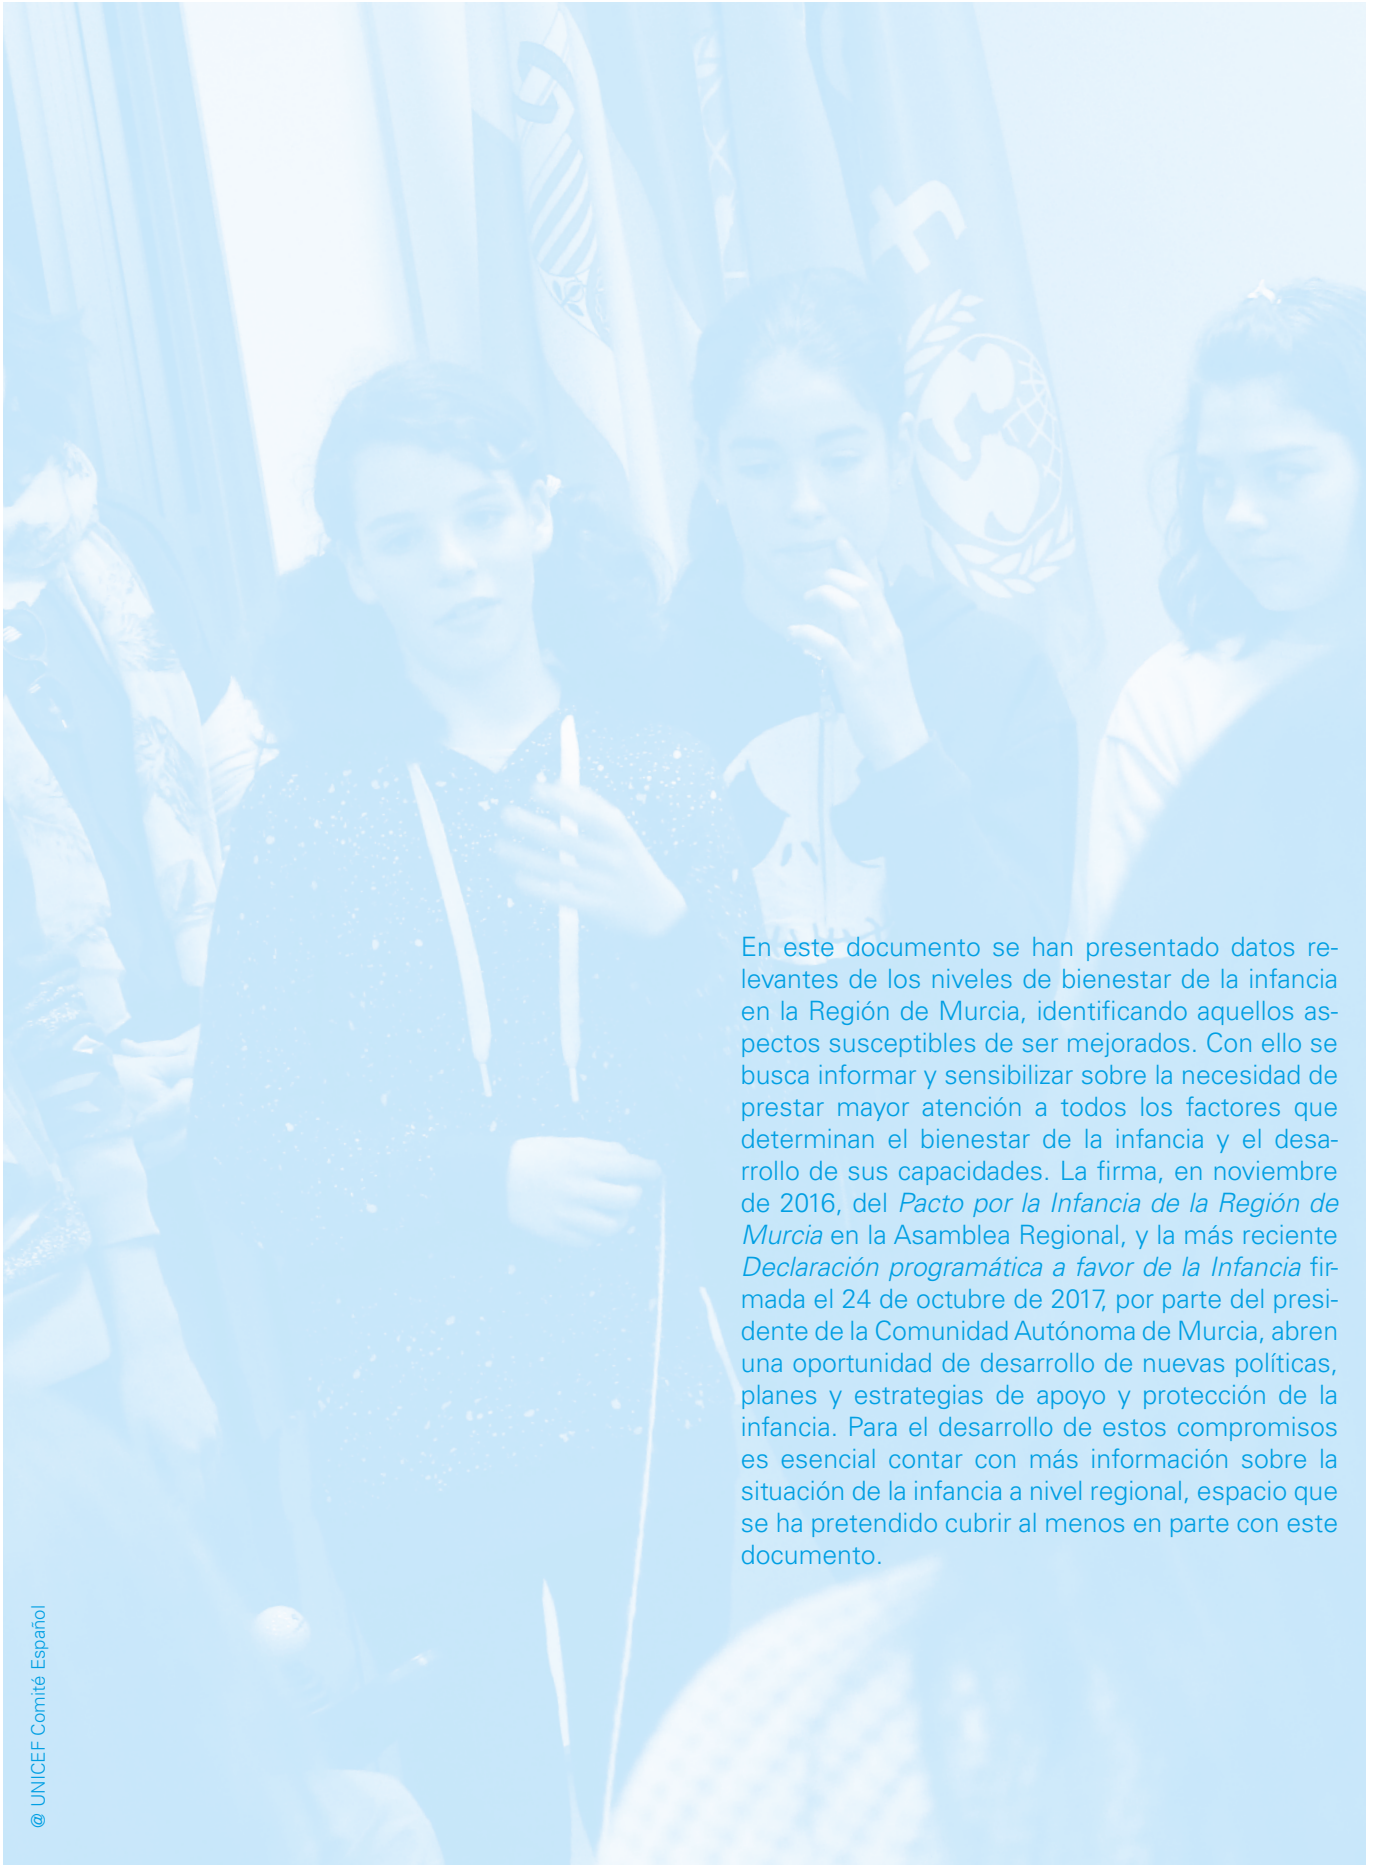 En este documento se han presentado datos re-
levantes de los niveles de bienestar de la infancia
en la Región de Murcia, identificando aquellos as-
pectos susceptibles de ser mejorados. Con ello se
busca informar y sensibilizar sobre la necesidad de
prestar mayor atención a todos los factores que
determinan el bienestar de la infancia y el desa-
rrollo de sus capacidades. La firma, en noviembre
de 2016, del Pacto por la Infancia de la Región de
Murcia en la Asamblea Regional, y la más reciente
Declaración programática a favor de la Infancia fir-
mada el 24 de octubre de 2017, por parte del presi-
dente de la Comunidad Autónoma de Murcia, abren
una oportunidad de desarrollo de nuevas políticas,
planes y estrategias de apoyo y protección de la
infancia. Para el desarrollo de estos compromisos
es esencial contar con más información sobre la
situación de la infancia a nivel regional, espacio que
se ha pretendido cubrir al menos en parte con este
documento.
@ UNICEF Comité Español